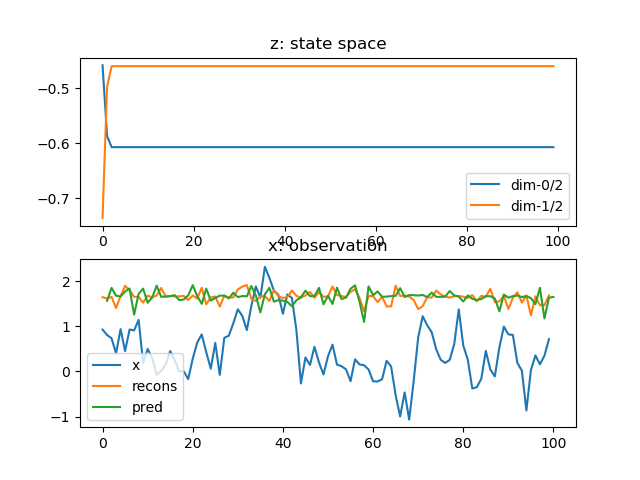 z: state space
−0.5
−0.6
−0.7
dim-0/2
dim-1/2
0 20 40 60 80 100
x: observation
2
1
0
−1
x
recons
pred
0 20 40 60 80 100